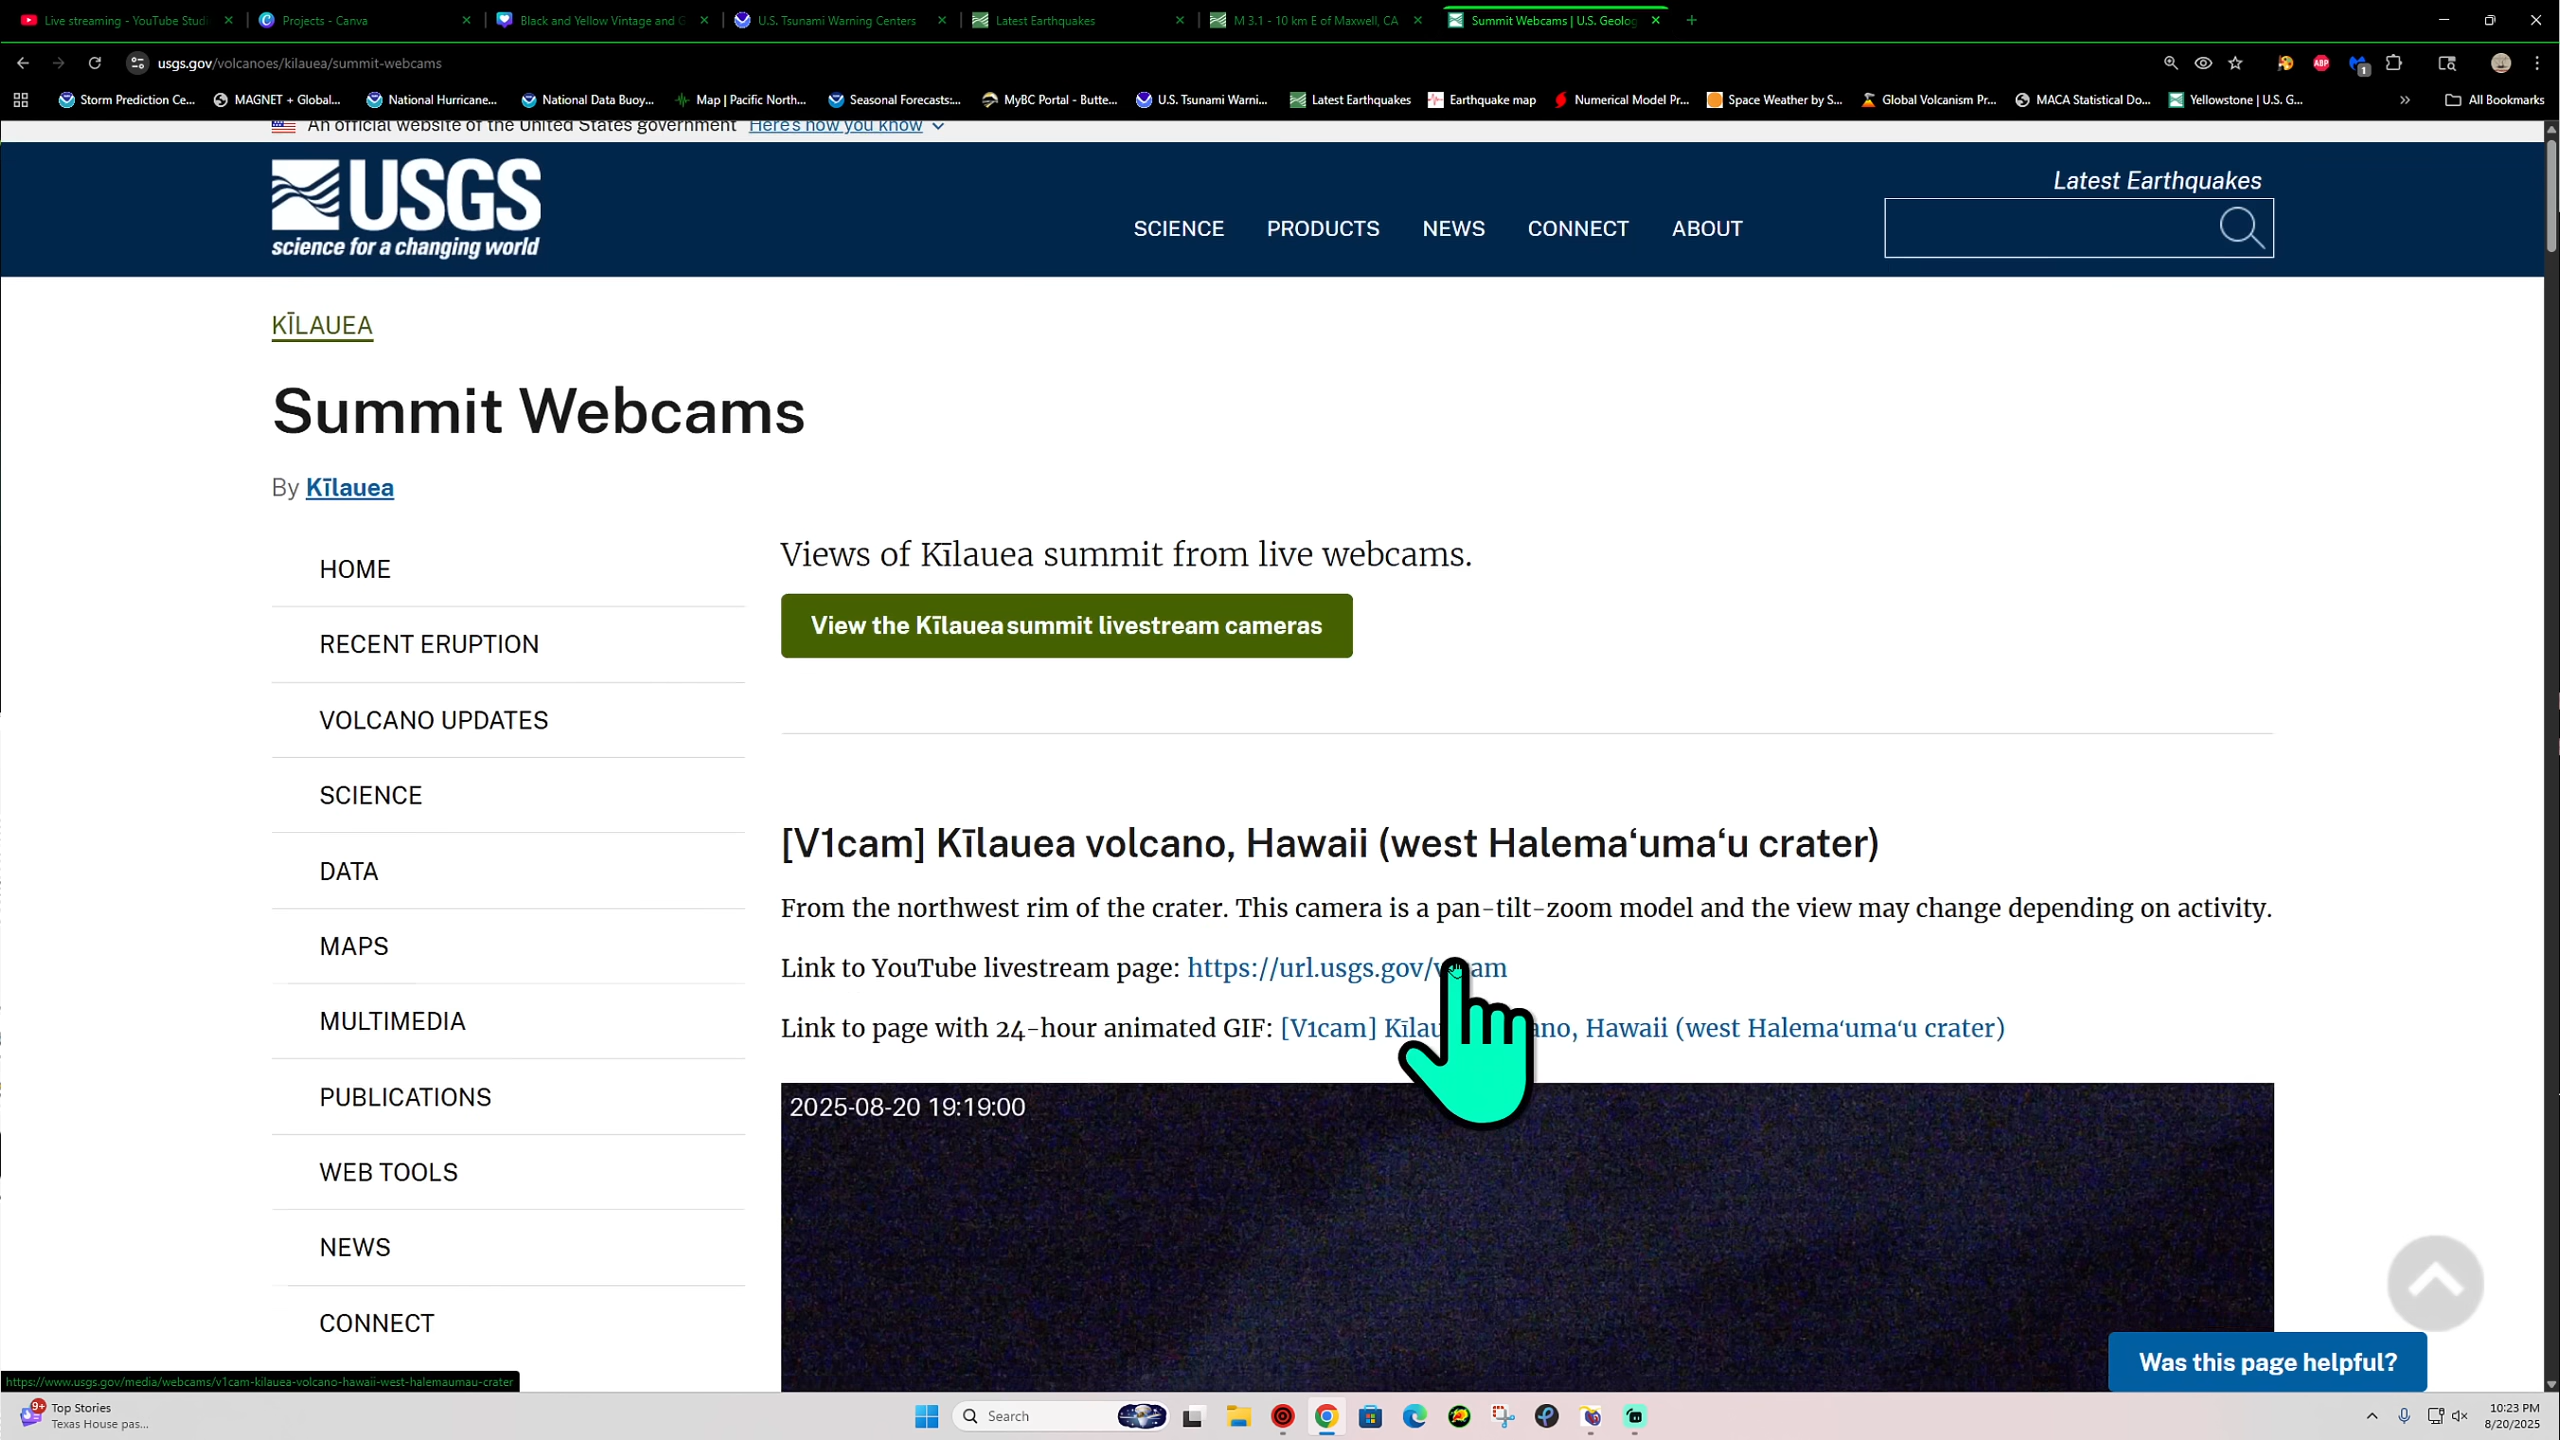 Live streaming - YouTube Studi
Projects - Canva
Black and Yellow Vintage and G
U.S. Tsunami Warning Centers
Latest Earthquakes
M 3.1 - 10 km E of Maxwell, CA
Summit Webcams | U.S. Geolog
usgs.gov/volcanoes/kilauea/summit-webcams
ABP
1
Storm Prediction Ce...
MAGNET + Global...
National Hurricane...
National Data Buoy...
Map | Pacific North...
Seasonal Forecasts:...
MyBC Portal - Butte...
U.S. Tsunami Warni...
Latest Earthquakes
Earthquake map
Numerical Model Pr...
Space Weather by S...
Global Volcanism Pr...
MACA Statistical Do...
Yellowstone | U.S. G...
All Bookmarks
An official website of the United States government Here's how you know
USGS
science for a changing world
Latest Earthquakes
SCIENCE PRODUCTS NEWS CONNECT ABOUT
KĪLAUEA
Summit Webcams
By Kīlauea
HOME
RECENT ERUPTION
VOLCANO UPDATES
SCIENCE
DATA
MAPS
MULTIMEDIA
PUBLICATIONS
WEB TOOLS
NEWS
CONNECT
Views of Kīlauea summit from live webcams.
View the Kīlauea summit livestream cameras
[V1cam] Kīlauea volcano, Hawaii (west Halemaʻumaʻu crater)
From the northwest rim of the crater. This camera is a pan-tilt-zoom model and the view may change depending on activity.
Link to YouTube livestream page: https://url.usgs.gov/v1cam
Link to page with 24-hour animated GIF: [V1cam] Kīlauea volcano, Hawaii (west Halemaʻumaʻu crater)
2025-08-20 19:19:00
Was this page helpful?
https://www.usgs.gov/media/webcams/v1cam-kilauea-volcano-hawaii-west-halemaumau-crater
9+
Top Stories
Texas House pas...
Search
10:23 PM
8/20/2025